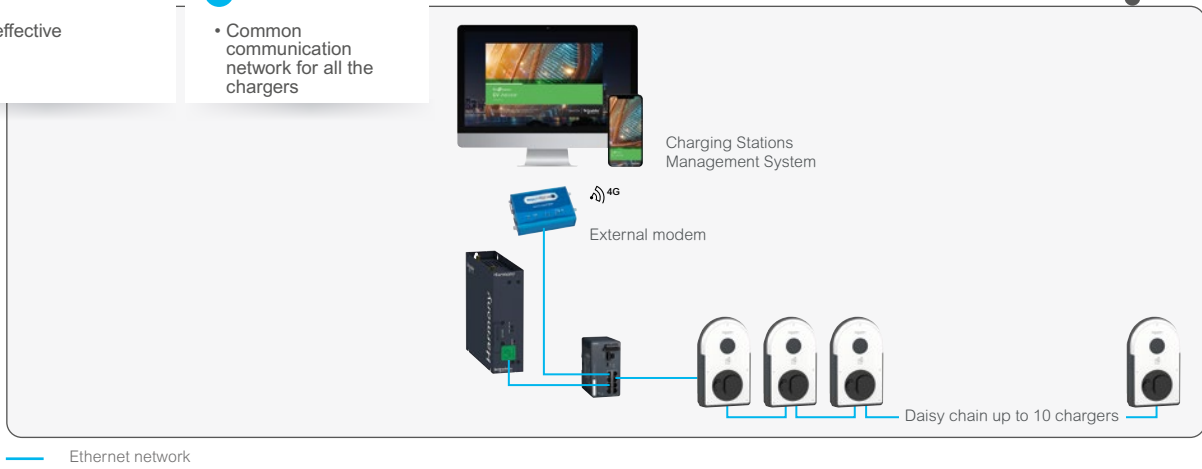 effective
• Common
communication
network for all the
chargers
Charging Stations
Management System
4G
External modem
Harmony
Daisy chain up to 10 chargers
Ethernet network